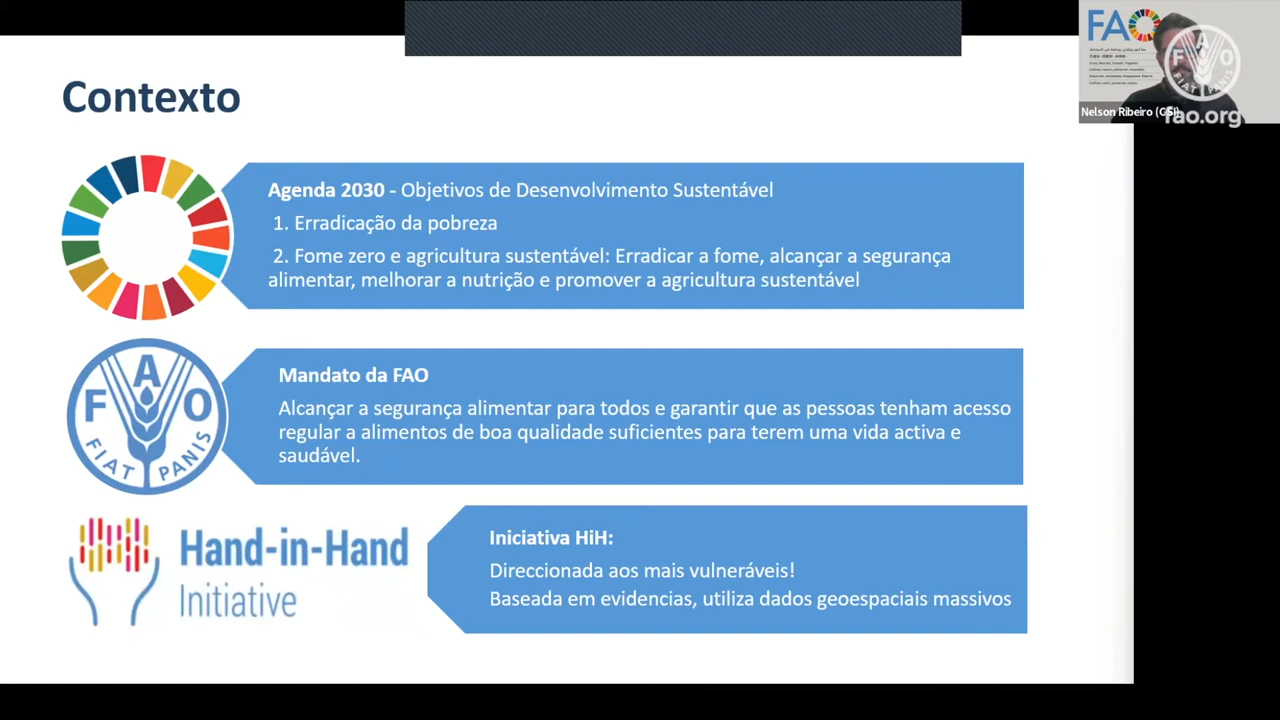 Contexto
Agenda 2030 - Objetivos de Desenvolvimento Sustentável
1. Erradicação da pobreza
2. Fome zero e agricultura sustentável: Erradicar a fome, alcançar a segurança
alimentar, melhorar a nutrição e promover a agricultura sustentável
F A O
FIAT PANIS
Mandato da FAO
Alcançar a segurança alimentar para todos e garantir que as pessoas tenham acesso
regular a alimentos de boa qualidade suficientes para terem uma vida activa e
saudável.
Hand-in-Hand
Initiative
Iniciativa HiH:
Direccionada aos mais vulneráveis!
Baseada em evidencias, utiliza dados geoespaciais massivos
FAO
F A O
FIAT PANIS
Nelson Ribeiro (CSI)
fao.org